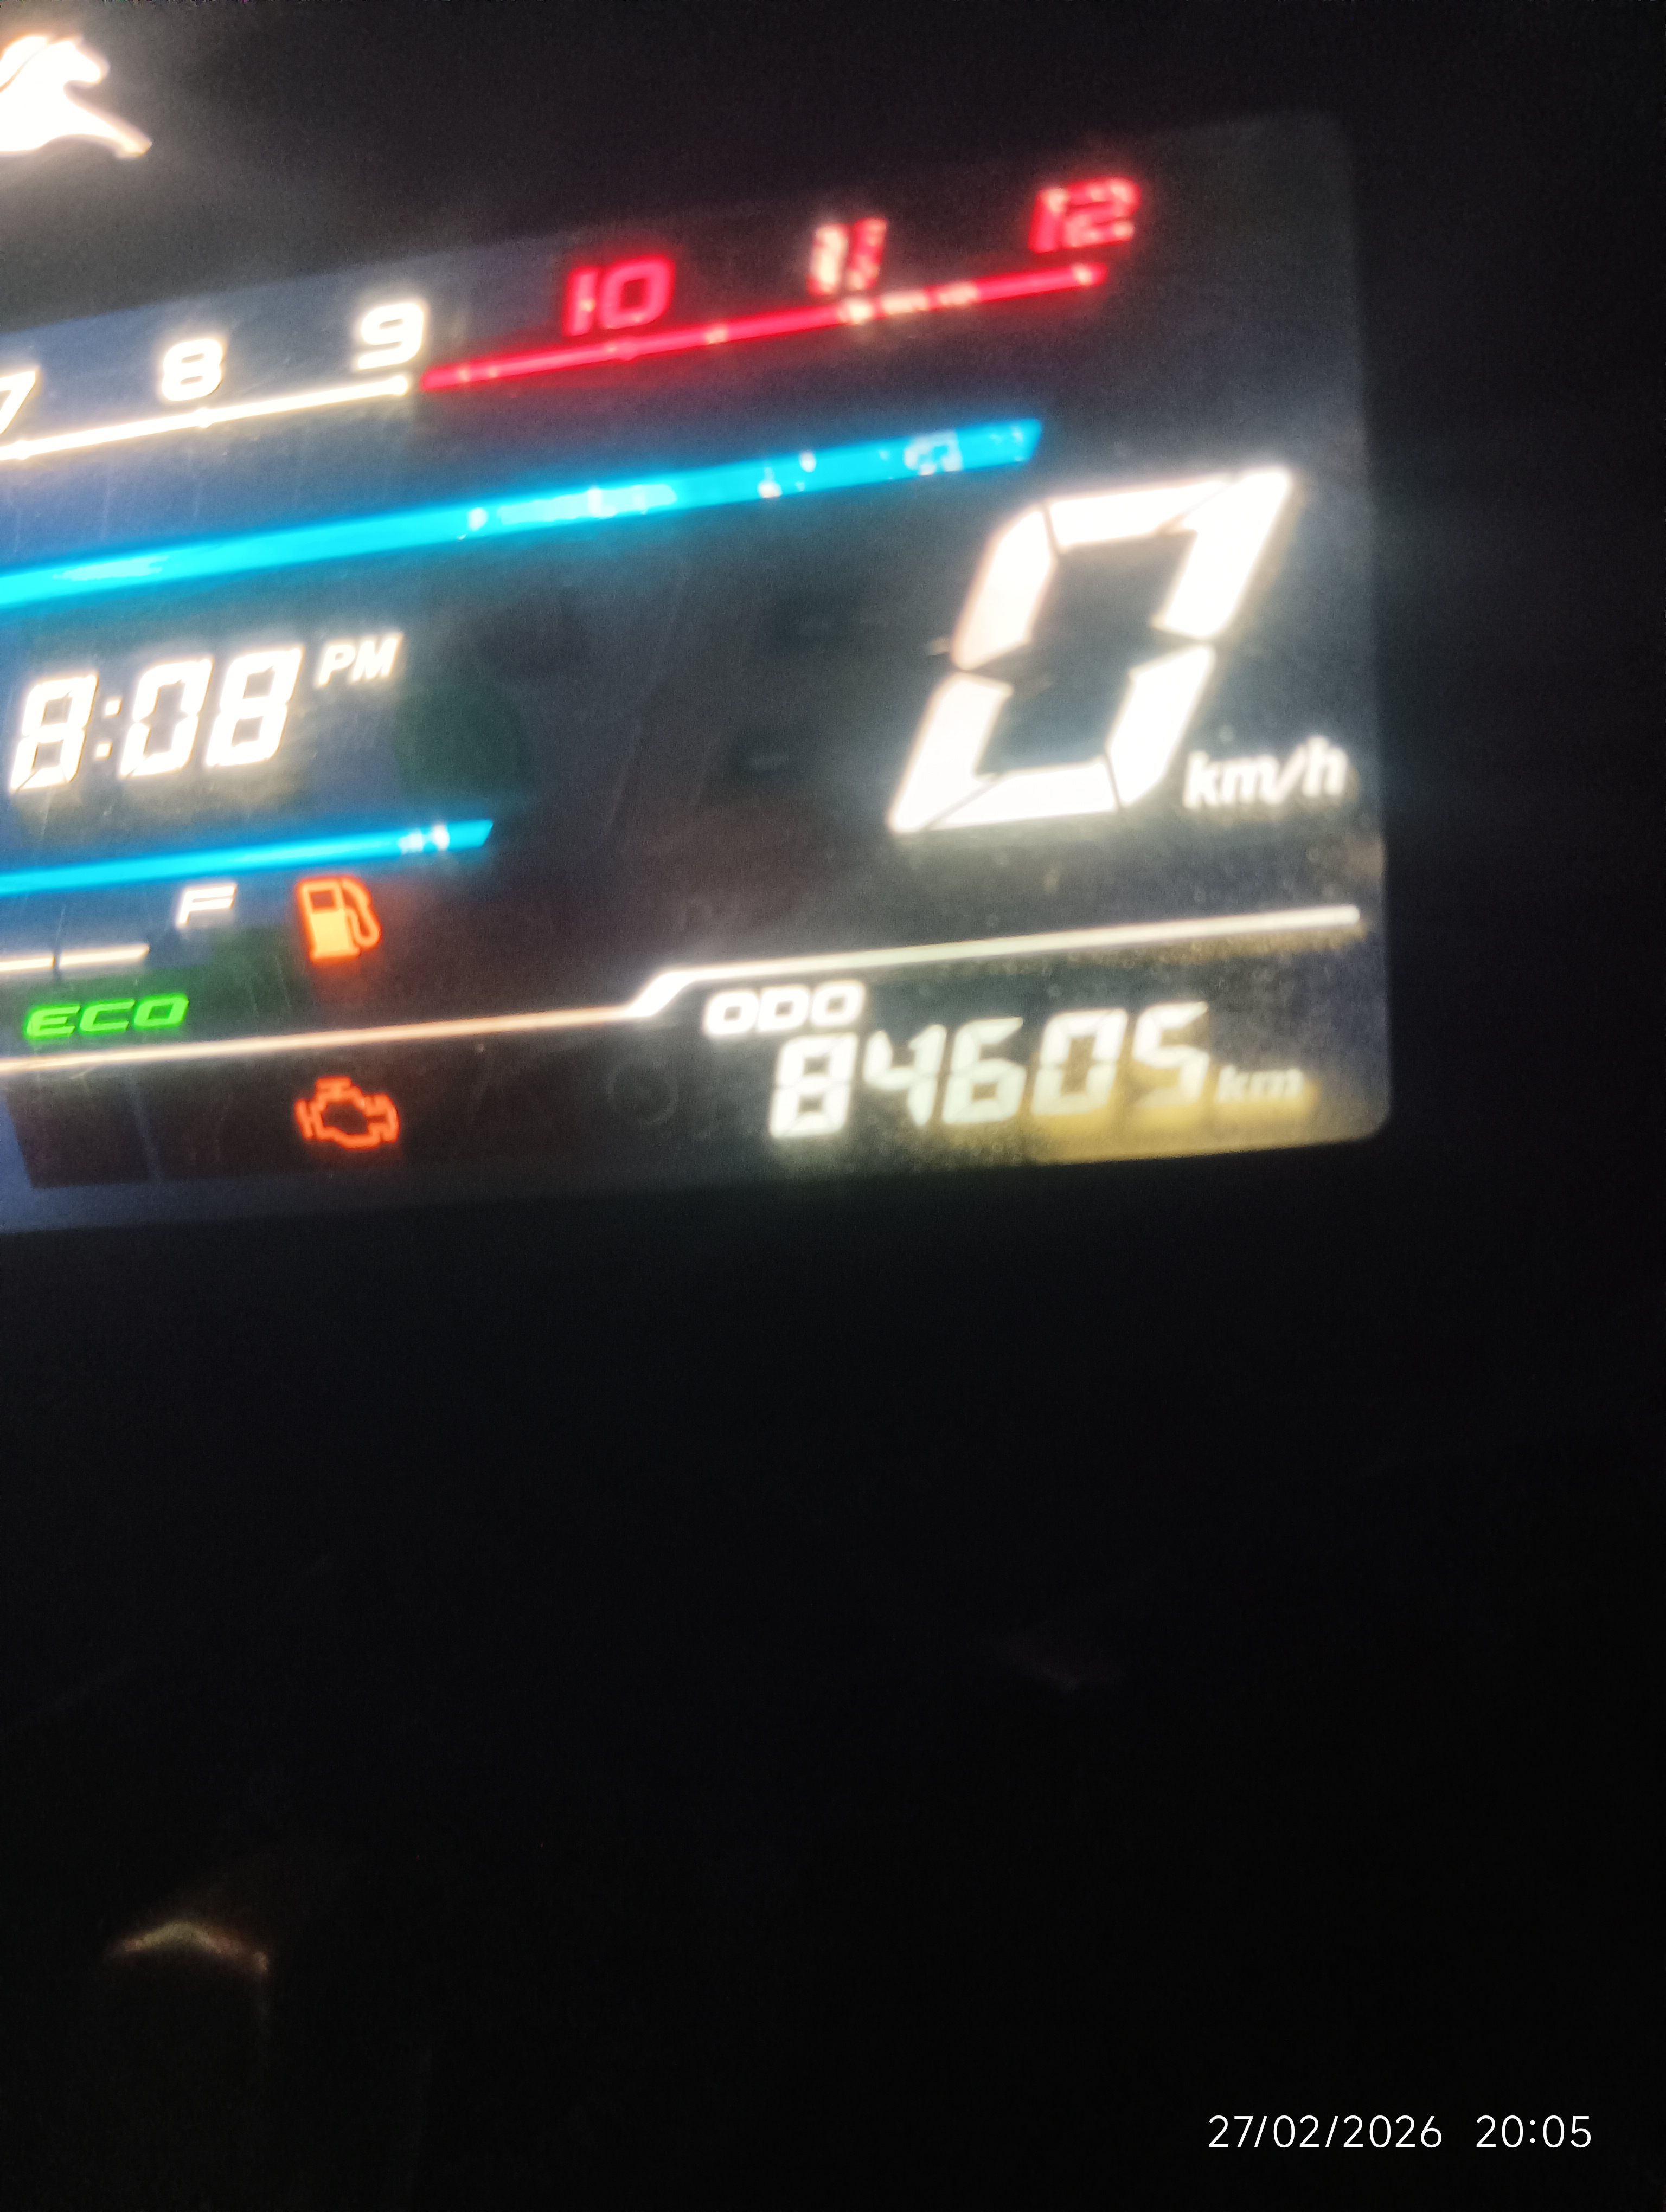 7 8 9 10 11 12
8:08 PM
0 km/h
F
ECO
ODO
84605 km
27/02/2026 20:05